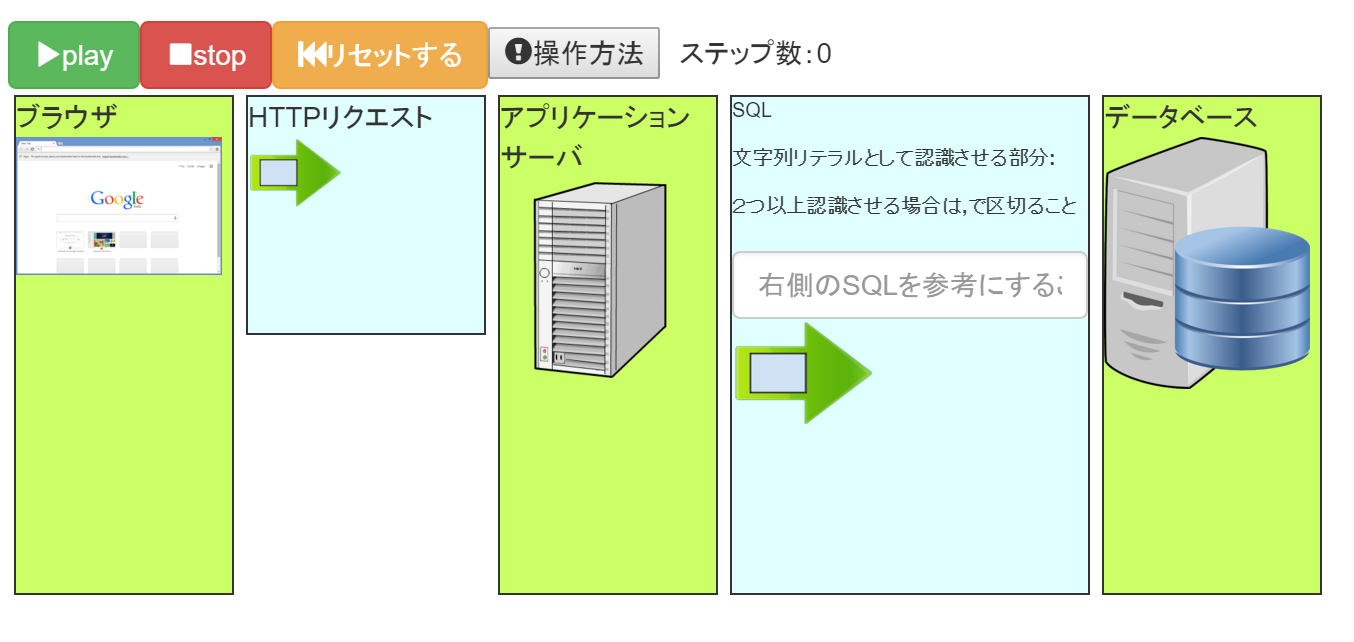 play stop リセットする 操作方法 ステップ数：0
ブラウザ
Google
HTTPリクエスト
アプリケーション
サーバ
SQL
文字列リテラルとして認識させる部分：
2つ以上認識させる場合は,で区切ること
右側のSQLを参考にする
データベース